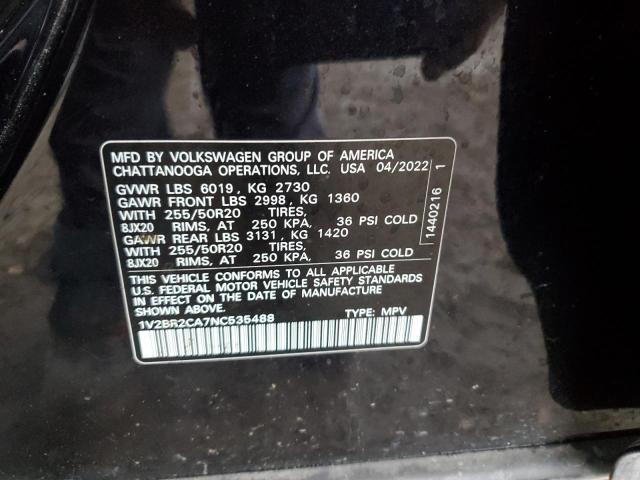 MFD BY VOLKSWAGEN GROUP OF AMERICA
CHATTANOOGA OPERATIONS, LLC. USA 04/2022
GVWR LBS 6019, KG 2730
GAWR FRONT LBS 2998, KG 1360
WITH 255/50R20 TIRES,
8JX20 RIMS, AT 250 KPA, 36 PSI COLD
GAWR REAR LBS 3131, KG 1420
WITH 255/50R20 TIRES,
8JX20 RIMS, AT 250 KPA, 36 PSI COLD
THIS VEHICLE CONFORMS TO ALL APPLICABLE
U.S. FEDERAL MOTOR VEHICLE SAFETY STANDARDS
IN EFFECT ON THE DATE OF MANUFACTURE
SHOWN ABOVE.
1V2BR2CA7NC535488 TYPE: MPV
1440216 1